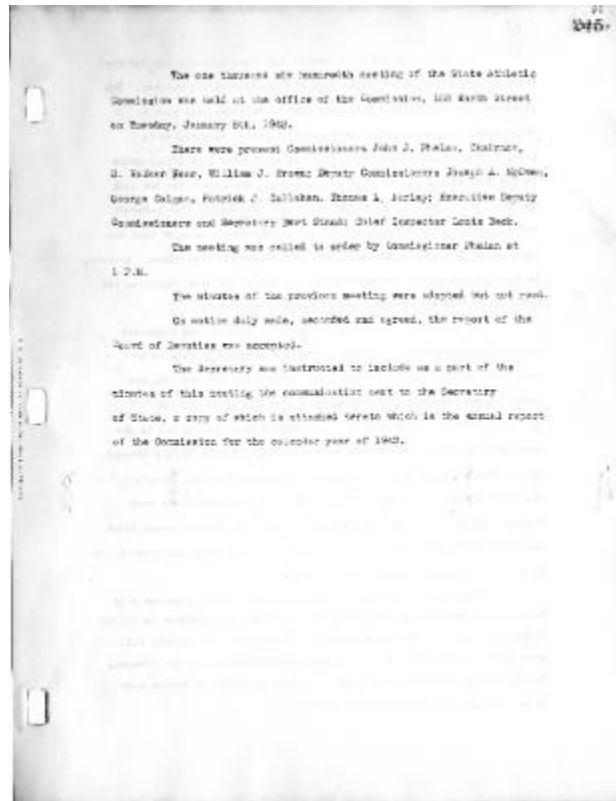 The one thousand six hundredth meeting of the State Athletic
Commission was held at the office of the Commission, Worth Street
on Tuesday, January 5th, 1943.
There were present Commissioners John J. Phelan, Chairman,
D. Walker Wear, William J. Brown; Deputy Commissioners Joseph A.
George Patrick J. Callahan, Thomas Executive Deputy
Commissioners and Secretary Bert Stand; Chief Inspector Louis Beck.
The meeting was called to order by Commissioner Phelan at
1 P.M.
The minutes of the previous meeting were adopted but not read.
On motion duly made, seconded and agreed, the report of the
Board of Deputies was accepted.
The Secretary was instructed to include as a part of the
minutes of this meeting the communication sent to the Secretary
of State, a copy of which is attached hereto which is the annual report
of the Commission for the calendar year of 1942.